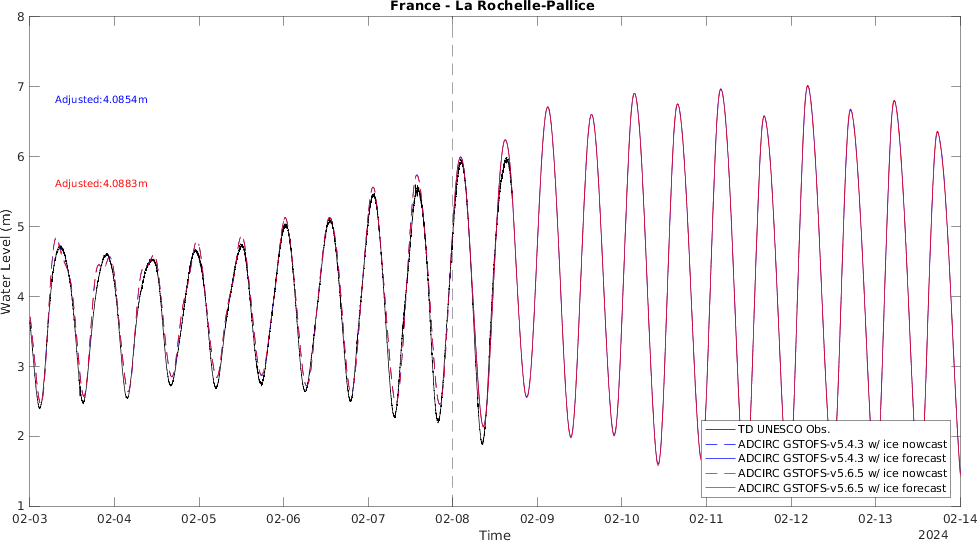 France - La Rochelle-Pallice
8
7
6
5
4
3
2
1
Water Level (m)
Adjusted:4.0854m
Adjusted:4.0883m
TD UNESCO Obs.
ADCIRC GSTOFS-v5.4.3 w/ ice nowcast
ADCIRC GSTOFS-v5.4.3 w/ ice forecast
ADCIRC GSTOFS-v5.6.5 w/ ice nowcast
ADCIRC GSTOFS-v5.6.5 w/ ice forecast
02-03 02-04 02-05 02-06 02-07 02-08 02-09 02-10 02-11 02-12 02-13 02-14
Time
2024